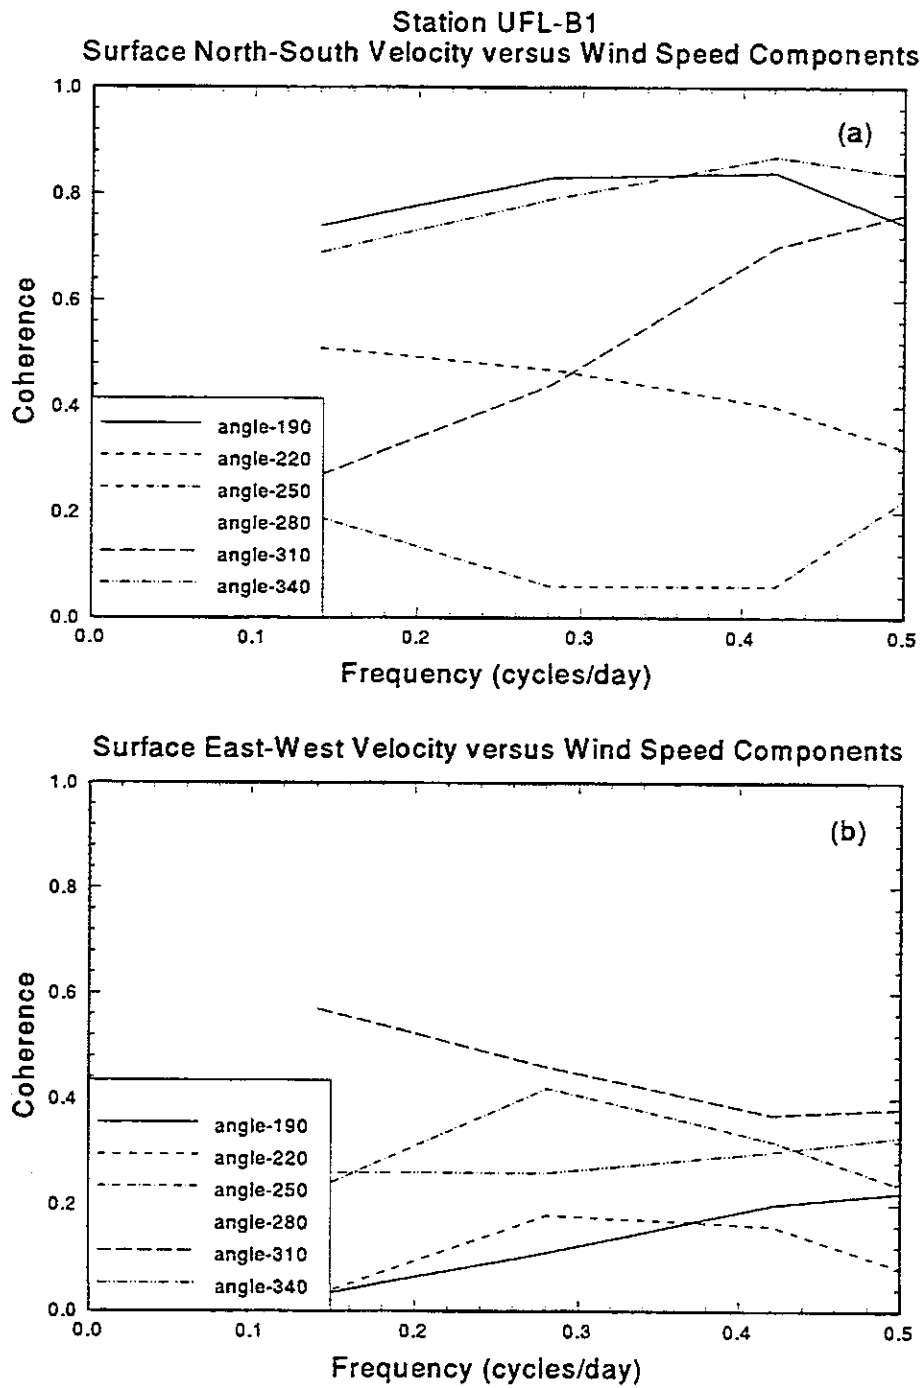 Station UFL-B1
Surface North-South Velocity versus Wind Speed Components
(a)
1.0
0.8
0.6
0.4
0.2
0.0
Coherence
angle-190
angle-220
angle-250
angle-280
angle-310
angle-340
0.0 0.1 0.2 0.3 0.4 0.5
Frequency (cycles/day)
Surface East-West Velocity versus Wind Speed Components
(b)
1.0
0.8
0.6
0.4
0.2
0.0
Coherence
angle-190
angle-220
angle-250
angle-280
angle-310
angle-340
0.0 0.1 0.2 0.3 0.4 0.5
Frequency (cycles/day)